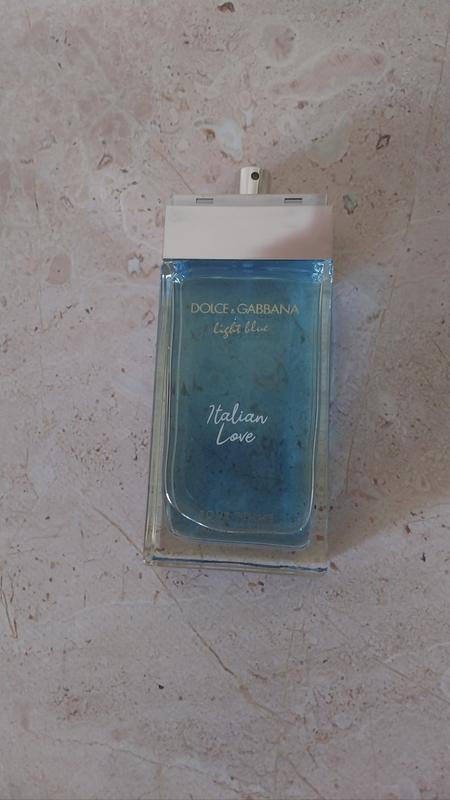 DOLCE & GABBANA
light blue
Italian
Love